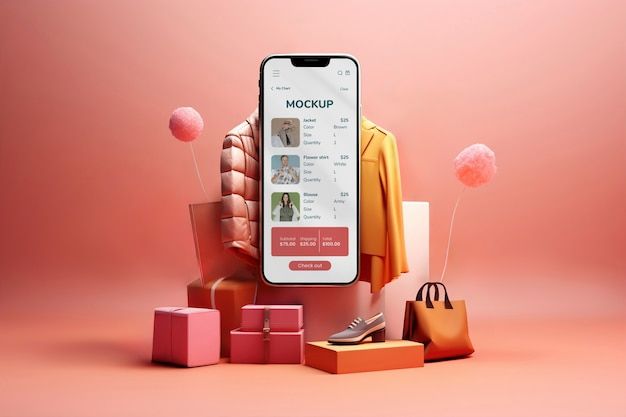 My Chart Clear
MOCKUP
Jacket $25
Color Brown
Size L
Quantity 1
Flower shirt $25
Color White
Size L
Quantity 1
Blouse $25
Color Army
Size L
Quantity 1
Subtotal Shipping Total
$75.00 $25.00 $100.00
Check out